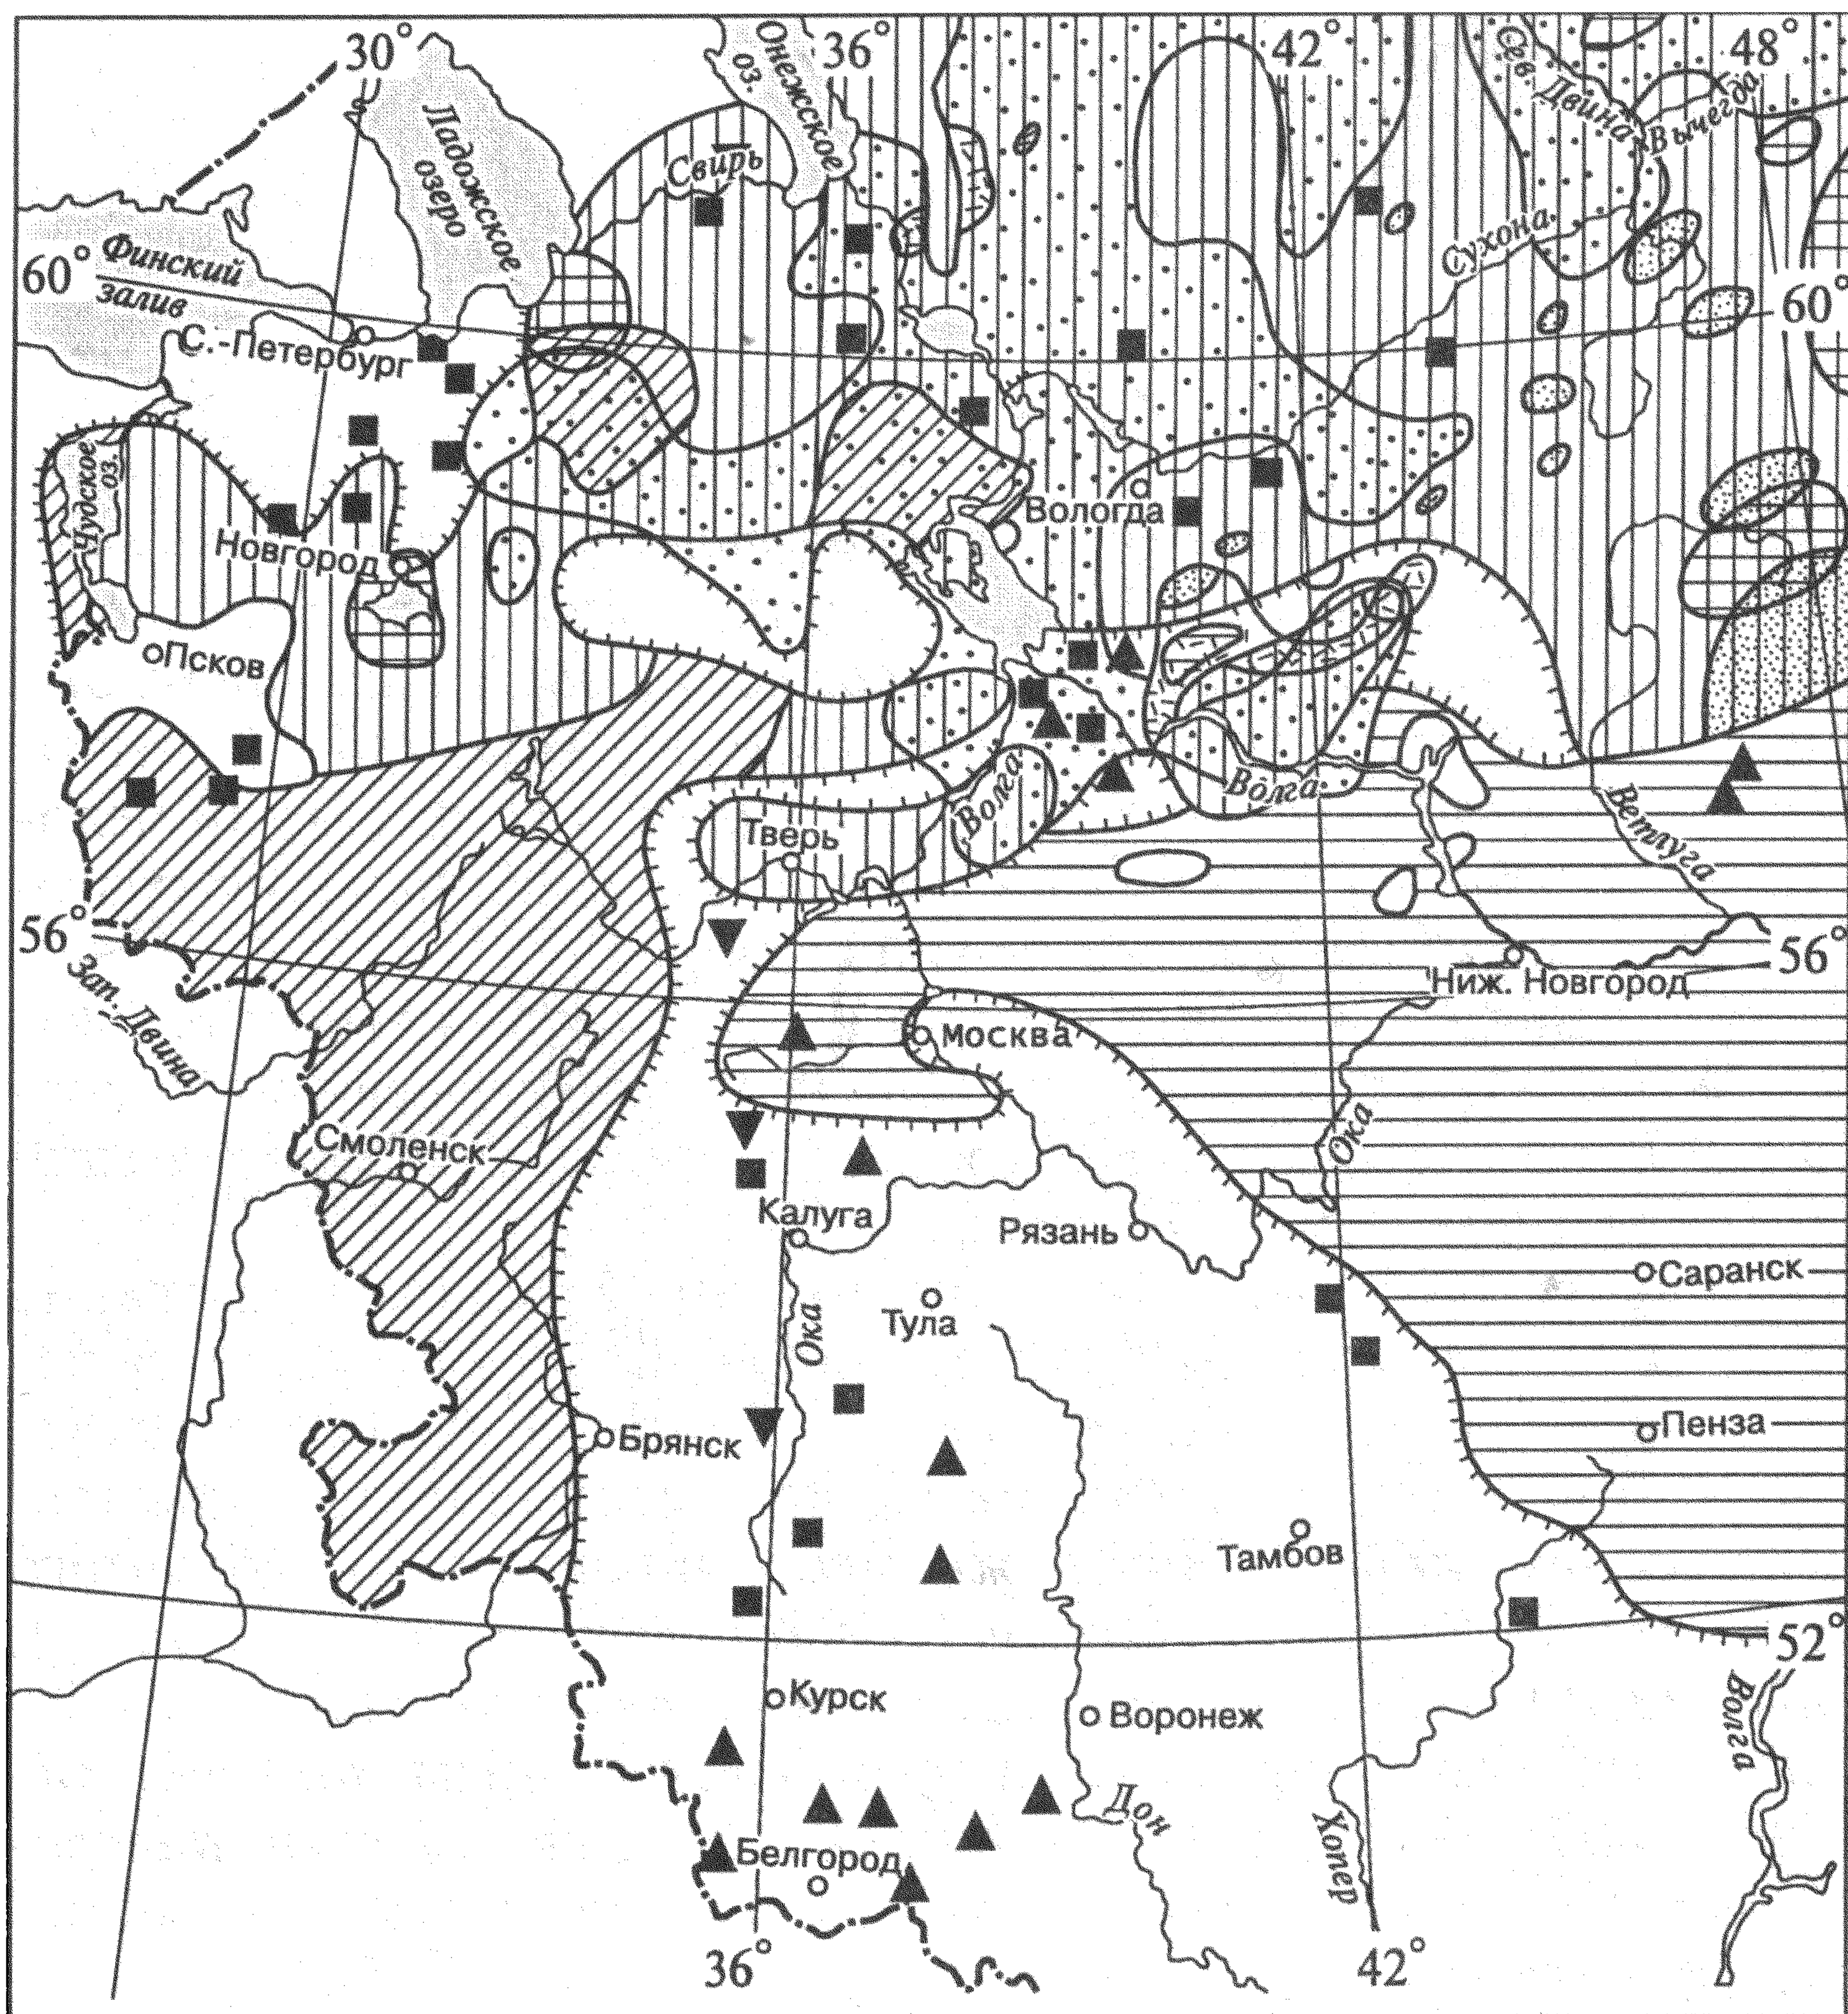 30°
Онежское
оз.
36°
42°
Сев. Двина
48°
Вычегда
Ладожское
озеро
Свирь
Сухона
60°
Финский
залив
60°
С.-Петербург
Чудское
оз.
Вологда
Новгород
Псков
Волга
Волга
Ветлуга
Тверь
56°
56°
Зап. Двина
Ниж. Новгород
Москва
Смоленск
Ока
Калуга
Рязань
Саранск
Тула
Ока
Брянск
Пенза
Тамбов
52°
Курск
Воронеж
Волга
Дон
Хопер
Белгород
36°
42°